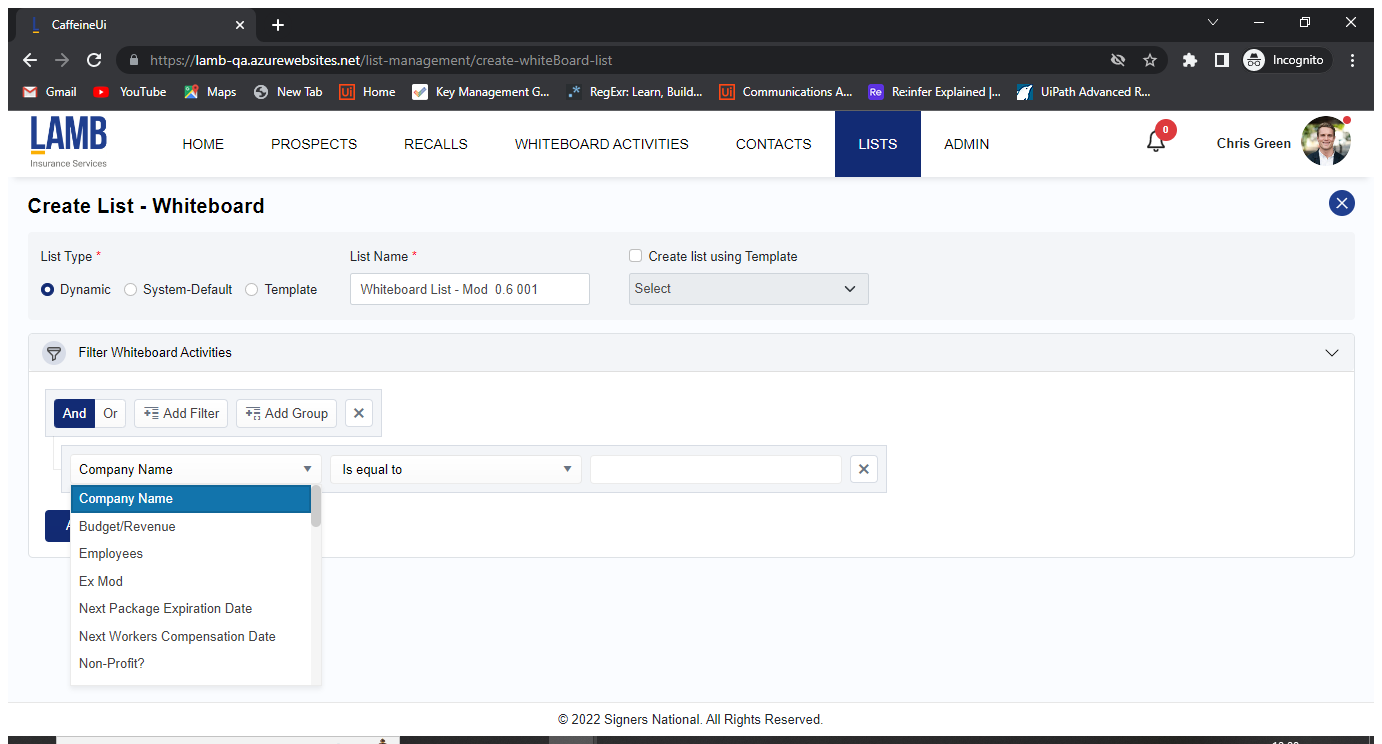 CaffeineUi
https://lamb-qa.azurewebsites.net/list-management/create-whiteBoard-list
Incognito
Gmail YouTube Maps New Tab Ui Home Key Management G... RegExr: Learn, Build... Ui Communications A... Re Re:infer Explained |... UiPath Advanced R...
LAMB
Insurance Services
HOME PROSPECTS RECALLS WHITEBOARD ACTIVITIES CONTACTS LISTS ADMIN 0 Chris Green
Create List - Whiteboard
List Type * List Name * Create list using Template
Dynamic System-Default Template Whiteboard List - Mod 0.6 001 Select
Filter Whiteboard Activities
And Or Add Filter Add Group
Company Name Is equal to
Company Name
Budget/Revenue
Employees
Ex Mod
Next Package Expiration Date
Next Workers Compensation Date
Non-Profit?
© 2022 Signers National. All Rights Reserved.